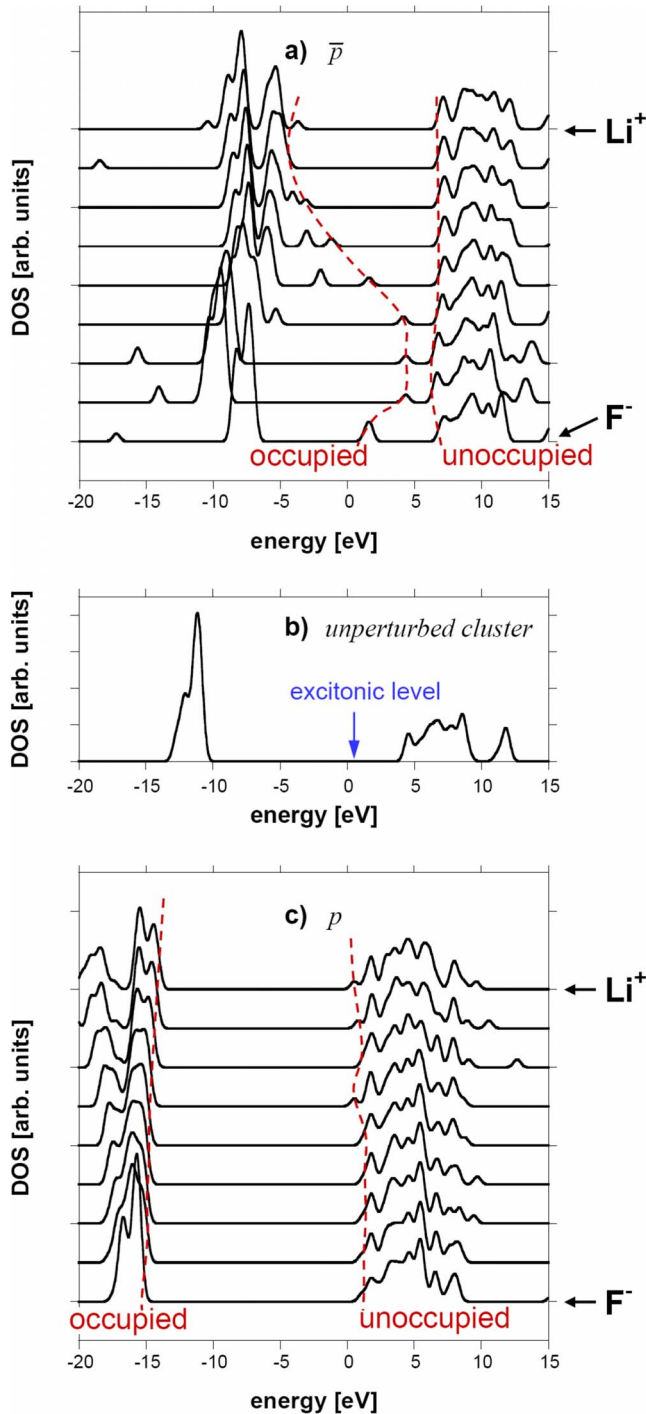 a) p̅
Li⁺
DOS [arb. units]
F⁻
occupied unoccupied
-20 -15 -10 -5 0 5 10 15
energy [eV]
b) unperturbed cluster
DOS [arb. units]
excitonic level
-20 -15 -10 -5 0 5 10 15
energy [eV]
c) p
Li⁺
DOS [arb. units]
F⁻
occupied unoccupied
-20 -15 -10 -5 0 5 10 15
energy [eV]